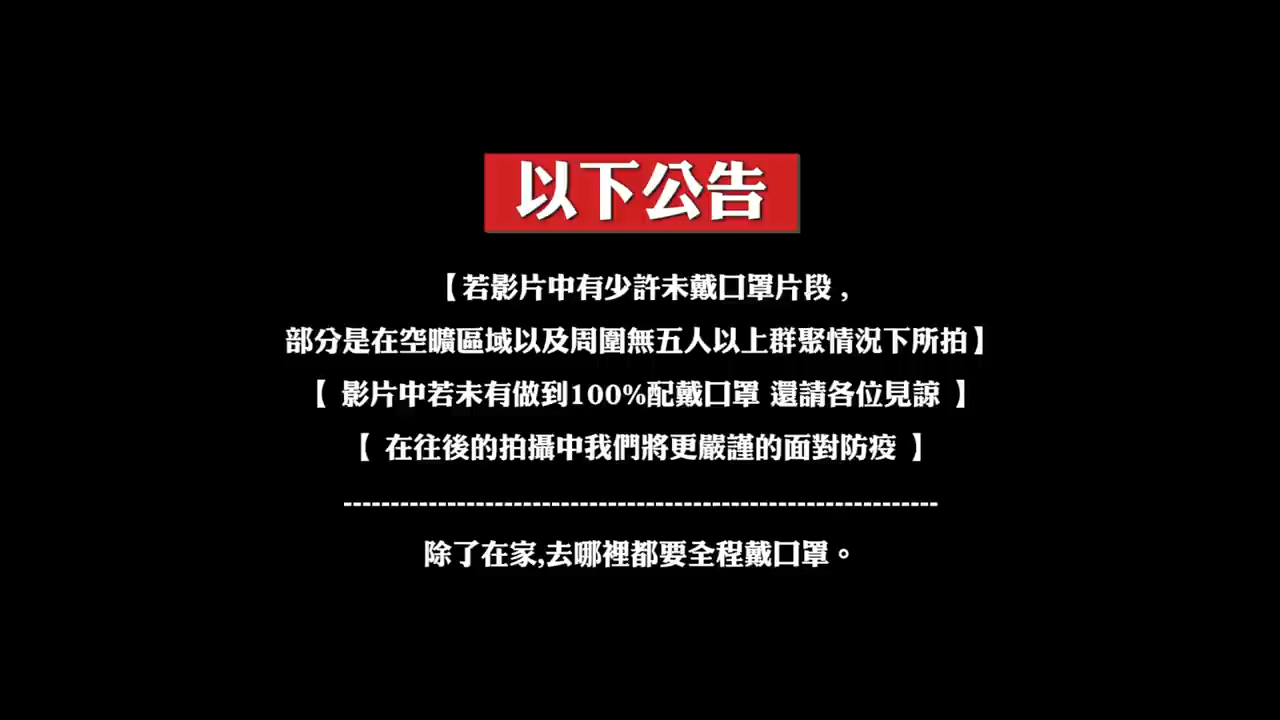 以下公告
【若影片中有少許未戴口罩片段 ,
部分是在空曠區域以及周圍無五人以上群聚情況下所拍】
【 影片中若未有做到100%配戴口罩 還請各位見諒 】
【 在往後的拍攝中我們將更嚴謹的面對防疫 】
---------------------------------------------------------------
除了在家,去哪裡都要全程戴口罩。